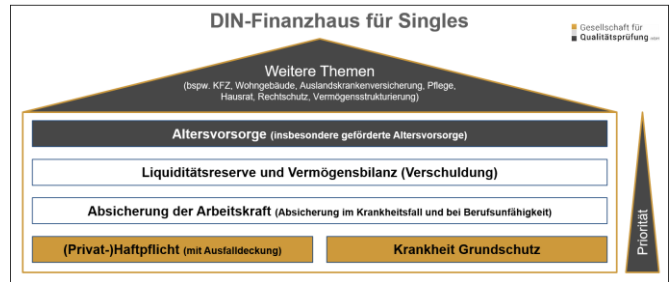 DIN-Finanzhaus für Singles
Gesellschaft für
Qualitätsprüfung
Weitere Themen
(bspw. KFZ, Wohngebäude, Auslandskrankenversicherung, Pflege,
Hausrat, Rechtschutz, Vermögensstrukturierung)
Altersvorsorge (insbesondere geförderte Altersvorsorge)
Liquiditätsreserve und Vermögensbilanz (Verschuldung)
Absicherung der Arbeitskraft (Absicherung im Krankheitsfall und bei Berufsunfähigkeit)
(Privat-)Haftpflicht (mit Ausfalldeckung)
Krankheit Grundschutz
Priorität